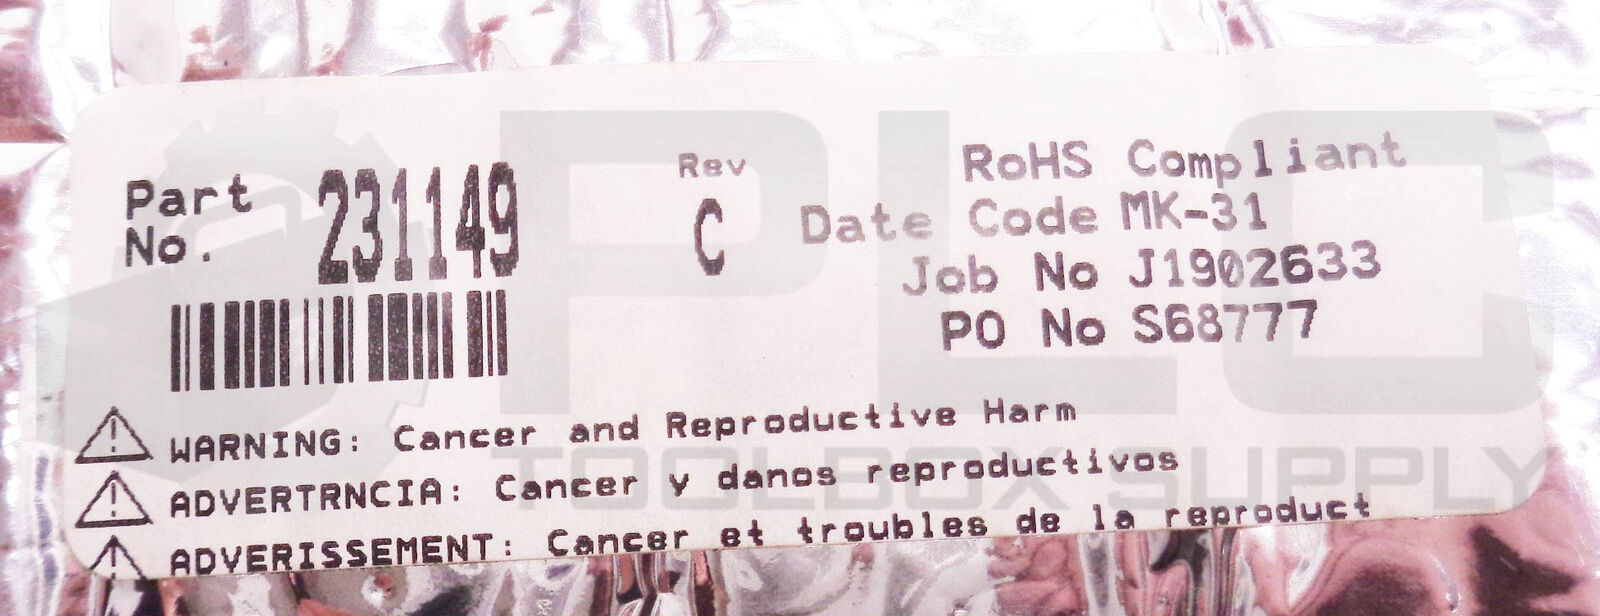 Part No. 231149
Rev C
RoHS Compliant
Date Code MK-31
Job No J1902633
PO No S68777
WARNING: Cancer and Reproductive Harm
ADVERTRNCIA: Cancer y danos reproductivos
ADVERISSEMENT: Cancer et troubles de la reproduct
PLC
TOOLBOX SUPPLY